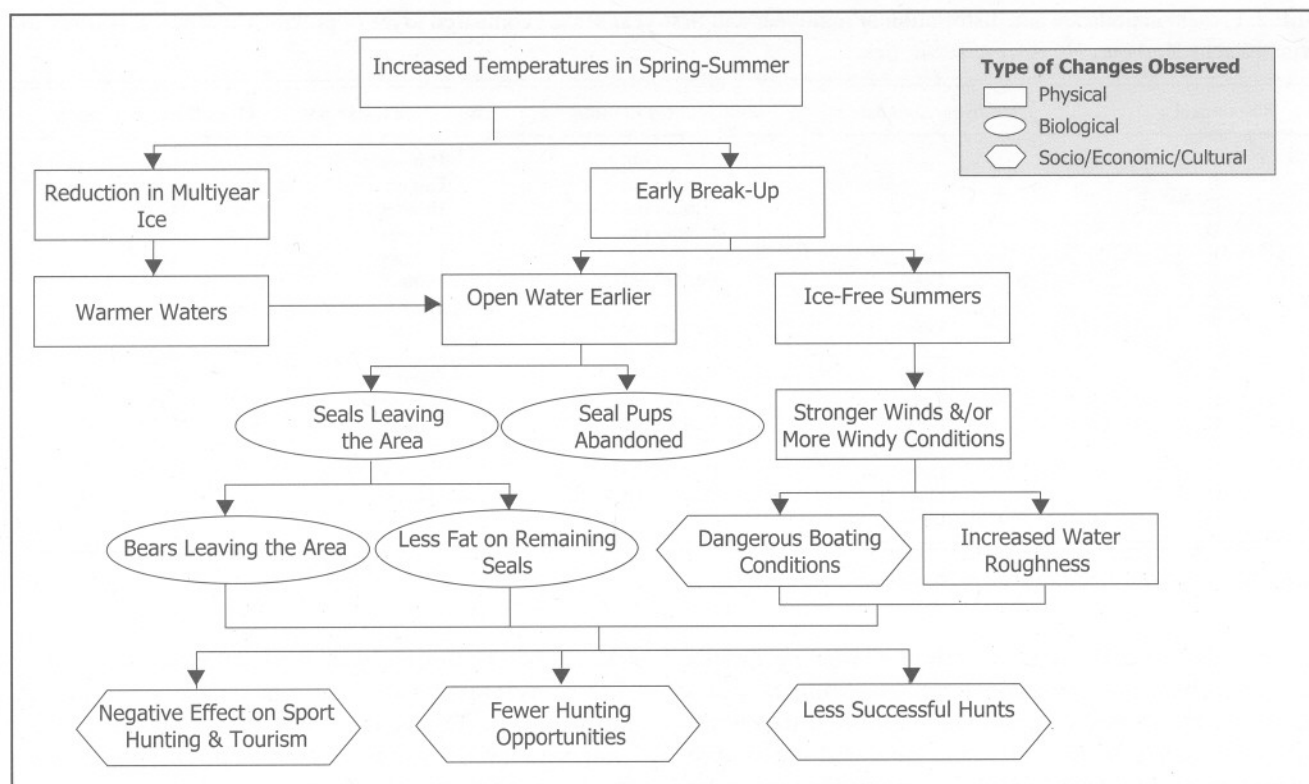 Increased Temperatures in Spring-Summer
Type of Changes Observed
Physical
Biological
Socio/Economic/Cultural
Reduction in Multiyear
Ice
Early Break-Up
Warmer Waters
Open Water Earlier
Ice-Free Summers
Seals Leaving
the Area
Seal Pups
Abandoned
Stronger Winds &/or
More Windy Conditions
Bears Leaving the Area
Less Fat on Remaining
Seals
Dangerous Boating
Conditions
Increased Water
Roughness
Negative Effect on Sport
Hunting & Tourism
Fewer Hunting
Opportunities
Less Successful Hunts